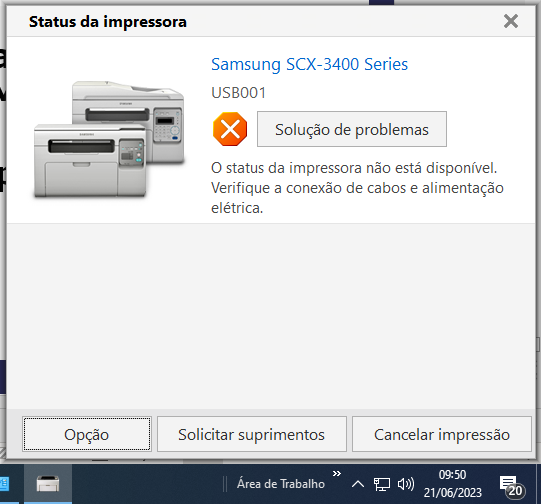 Status da impressora
Samsung SCX-3400 Series
USB001
Solução de problemas
O status da impressora não está disponível.
Verifique a conexão de cabos e alimentação
elétrica.
Opção
Solicitar suprimentos
Cancelar impressão
Área de Trabalho
09:50
21/06/2023
20